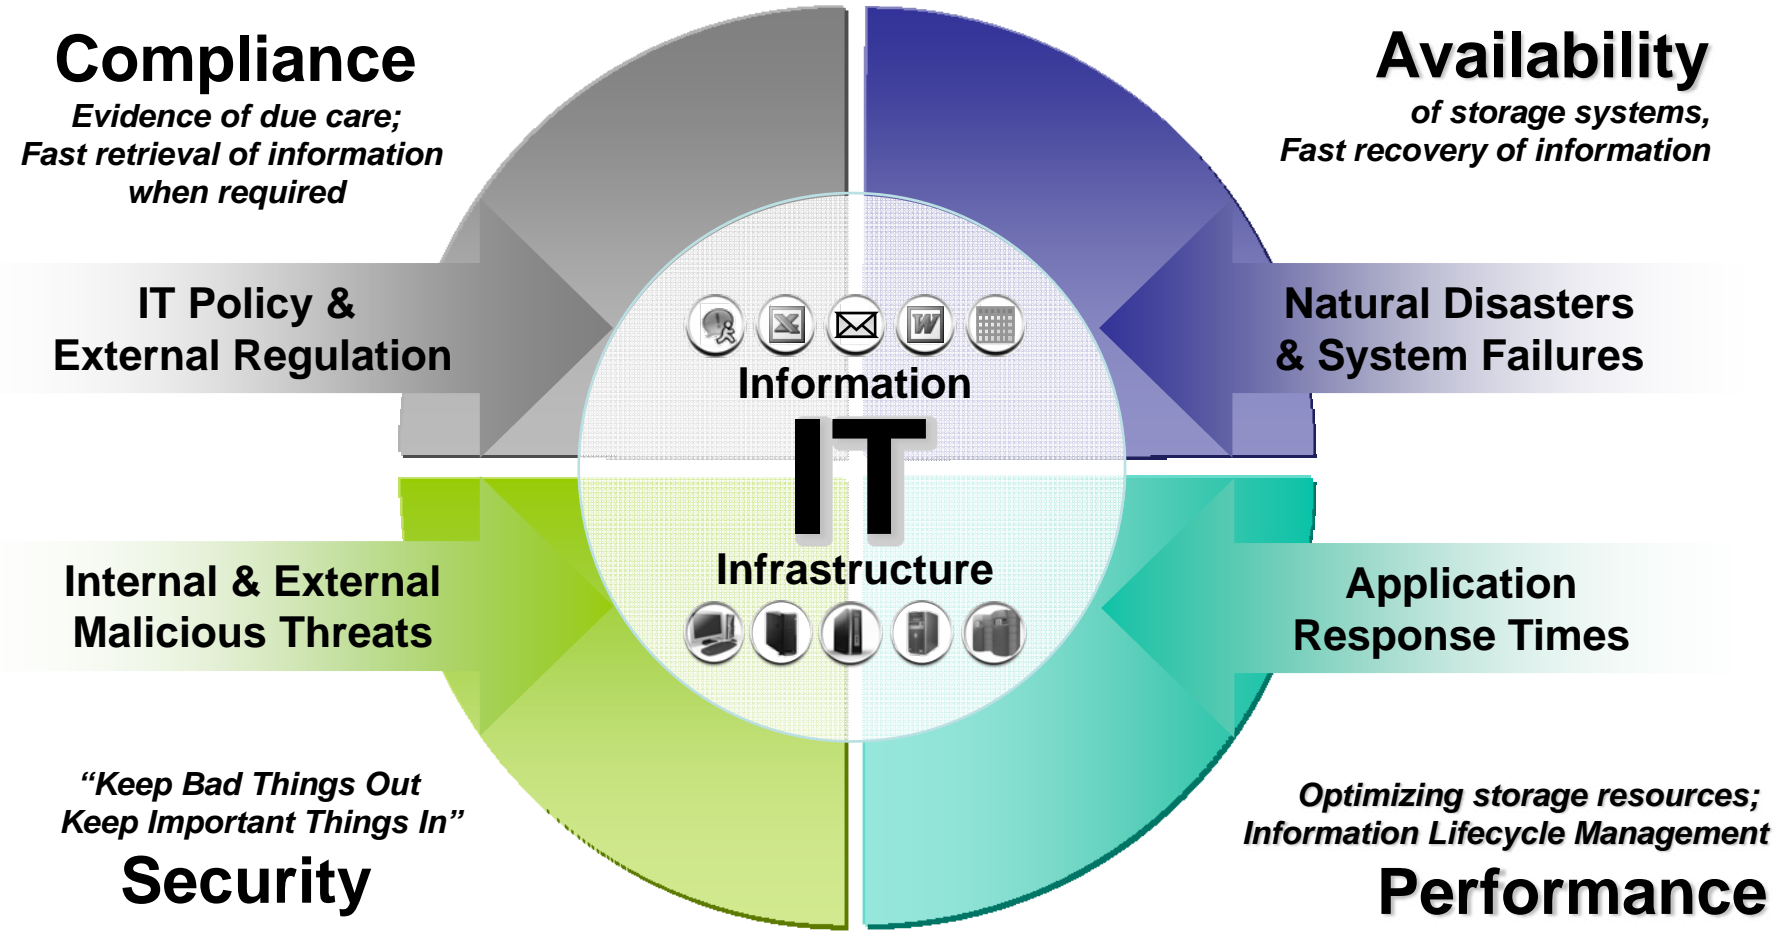 Compliance
Evidence of due care;
Fast retrieval of information
when required
IT Policy &
External Regulation
Availability
of storage systems,
Fast recovery of information
Natural Disasters
& System Failures
Information
IT
Infrastructure
Internal & External
Malicious Threats
“Keep Bad Things Out
Keep Important Things In”
Security
Application
Response Times
Optimizing storage resources;
Information Lifecycle Management
Performance